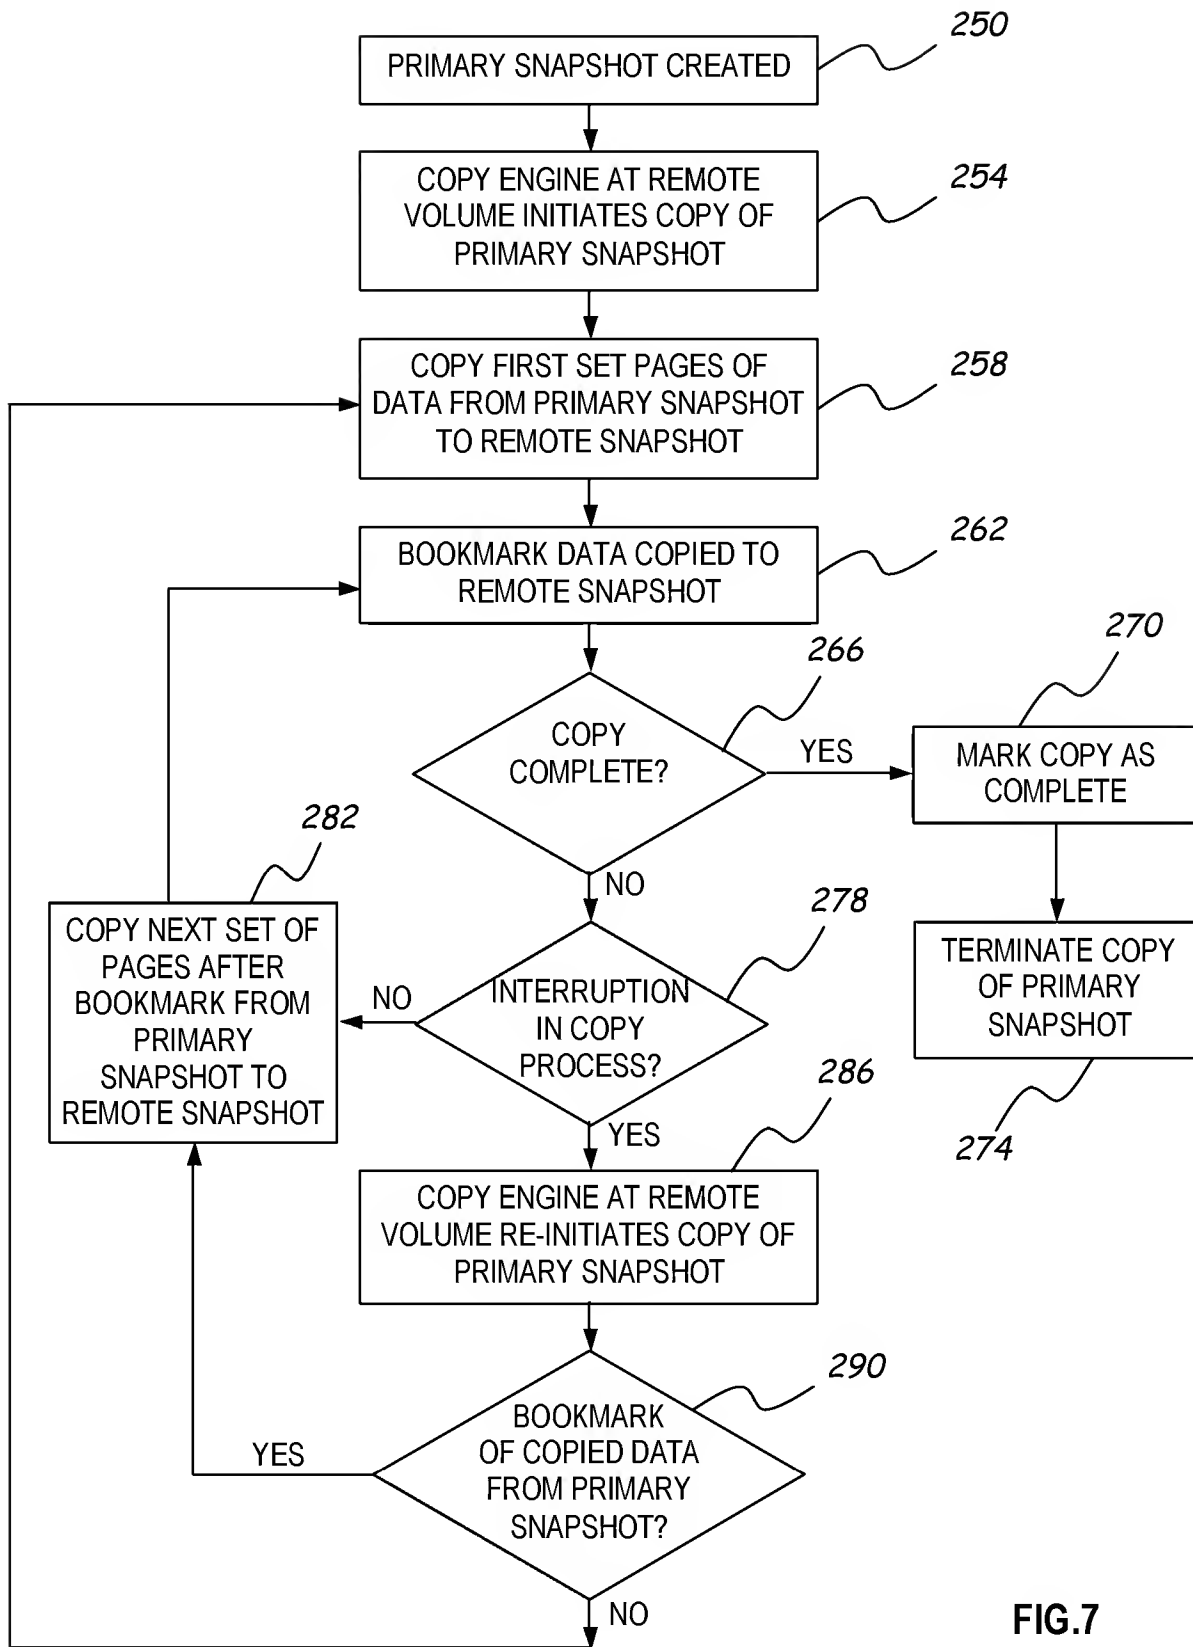 250
PRIMARY SNAPSHOT CREATED
254
COPY ENGINE AT REMOTE
VOLUME INITIATES COPY OF
PRIMARY SNAPSHOT
258
COPY FIRST SET PAGES OF
DATA FROM PRIMARY SNAPSHOT
TO REMOTE SNAPSHOT
262
BOOKMARK DATA COPIED TO
REMOTE SNAPSHOT
266
COPY
COMPLETE?
YES
270
MARK COPY AS
COMPLETE
TERMINATE COPY
OF PRIMARY
SNAPSHOT
274
NO
278
INTERRUPTION
IN COPY
PROCESS?
NO
282
COPY NEXT SET OF
PAGES AFTER
BOOKMARK FROM
PRIMARY
SNAPSHOT TO
REMOTE SNAPSHOT
YES
286
COPY ENGINE AT REMOTE
VOLUME RE-INITIATES COPY OF
PRIMARY SNAPSHOT
290
BOOKMARK
OF COPIED DATA
FROM PRIMARY
SNAPSHOT?
YES
NO
FIG.7